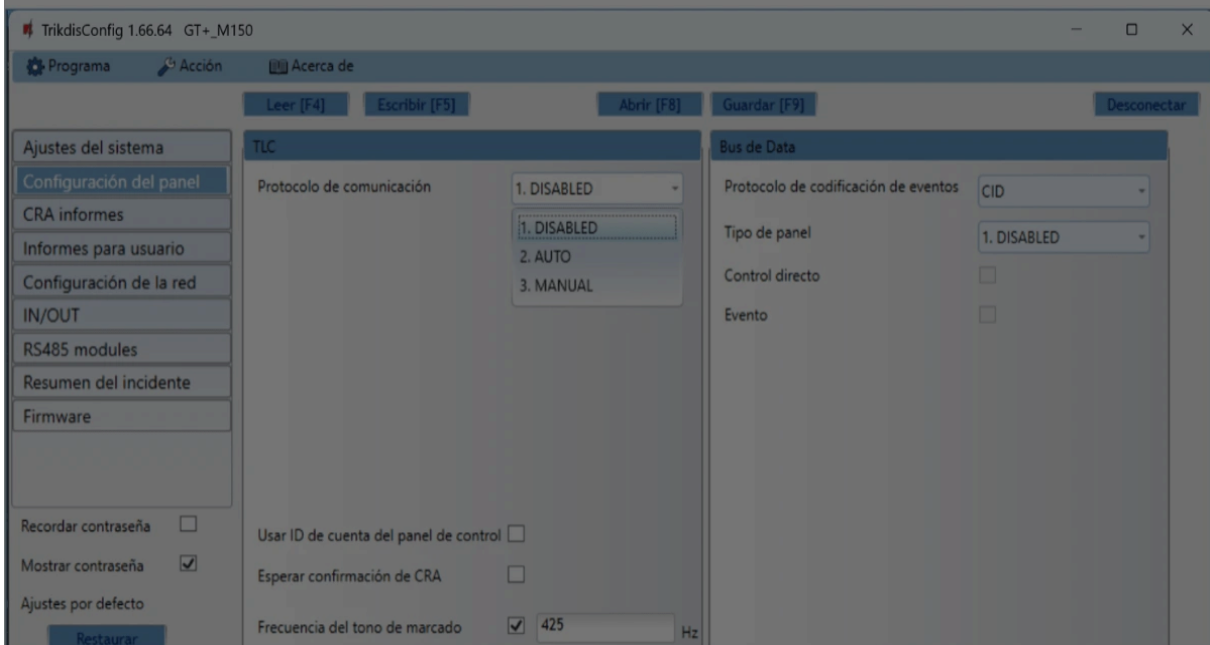 TrikdisConfig 1.66.64 GT+_M150
Programa Acción Acerca de
Leer [F4] Escribir [F5] Abrir [F8] Guardar [F9] Desconectar
Ajustes del sistema
Configuración del panel
CRA informes
Informes para usuario
Configuración de la red
IN/OUT
RS485 modules
Resumen del incidente
Firmware
Recordar contraseña
Mostrar contraseña
Ajustes por defecto
Restaurar
TLC
Protocolo de comunicación 1. DISABLED
1. DISABLED
2. AUTO
3. MANUAL
Usar ID de cuenta del panel de control
Esperar confirmación de CRA
Frecuencia del tono de marcado 425 Hz
Bus de Data
Protocolo de codificación de eventos CID
Tipo de panel 1. DISABLED
Control directo
Evento